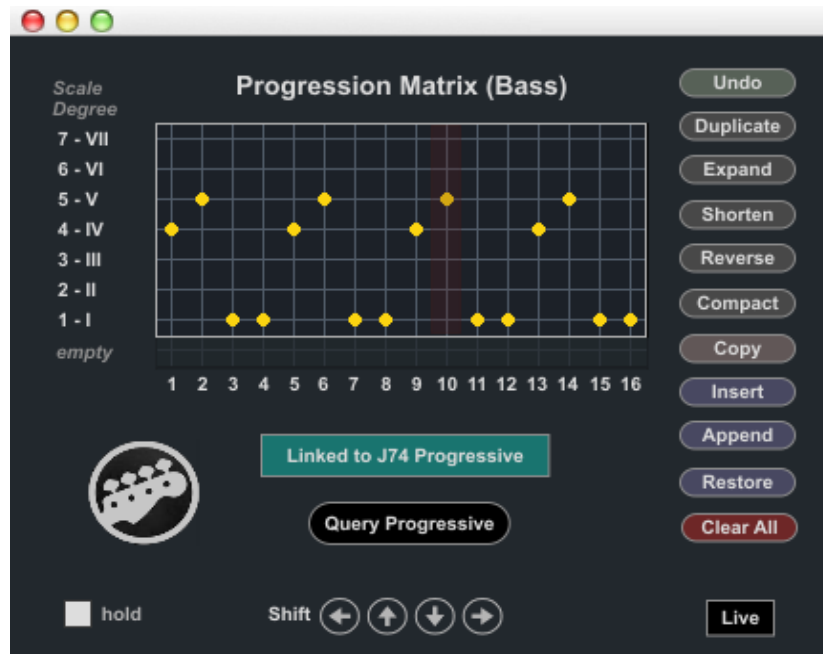 Progression Matrix (Bass)
Scale
Degree
7 - VII
6 - VI
5 - V
4 - IV
3 - III
2 - II
1 - I
empty
1 2 3 4 5 6 7 8 9 10 11 12 13 14 15 16
Linked to J74 Progressive
Query Progressive
hold
Shift
Undo
Duplicate
Expand
Shorten
Reverse
Compact
Copy
Insert
Append
Restore
Clear All
Live